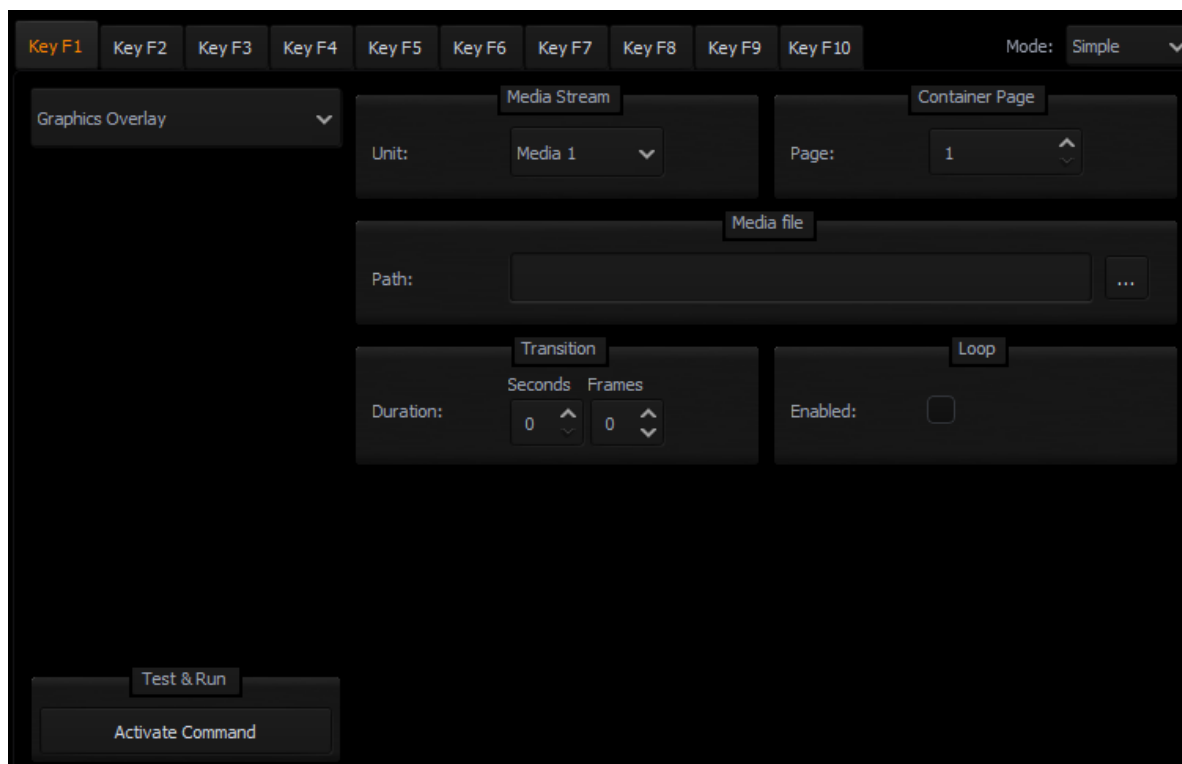 Key F1 Key F2 Key F3 Key F4 Key F5 Key F6 Key F7 Key F8 Key F9 Key F10 Mode: Simple
Graphics Overlay
Media Stream
Unit: Media 1
Container Page
Page: 1
Media file
Path: ...
Transition
Seconds Frames
Duration: 0 0
Loop
Enabled:
Test & Run
Activate Command